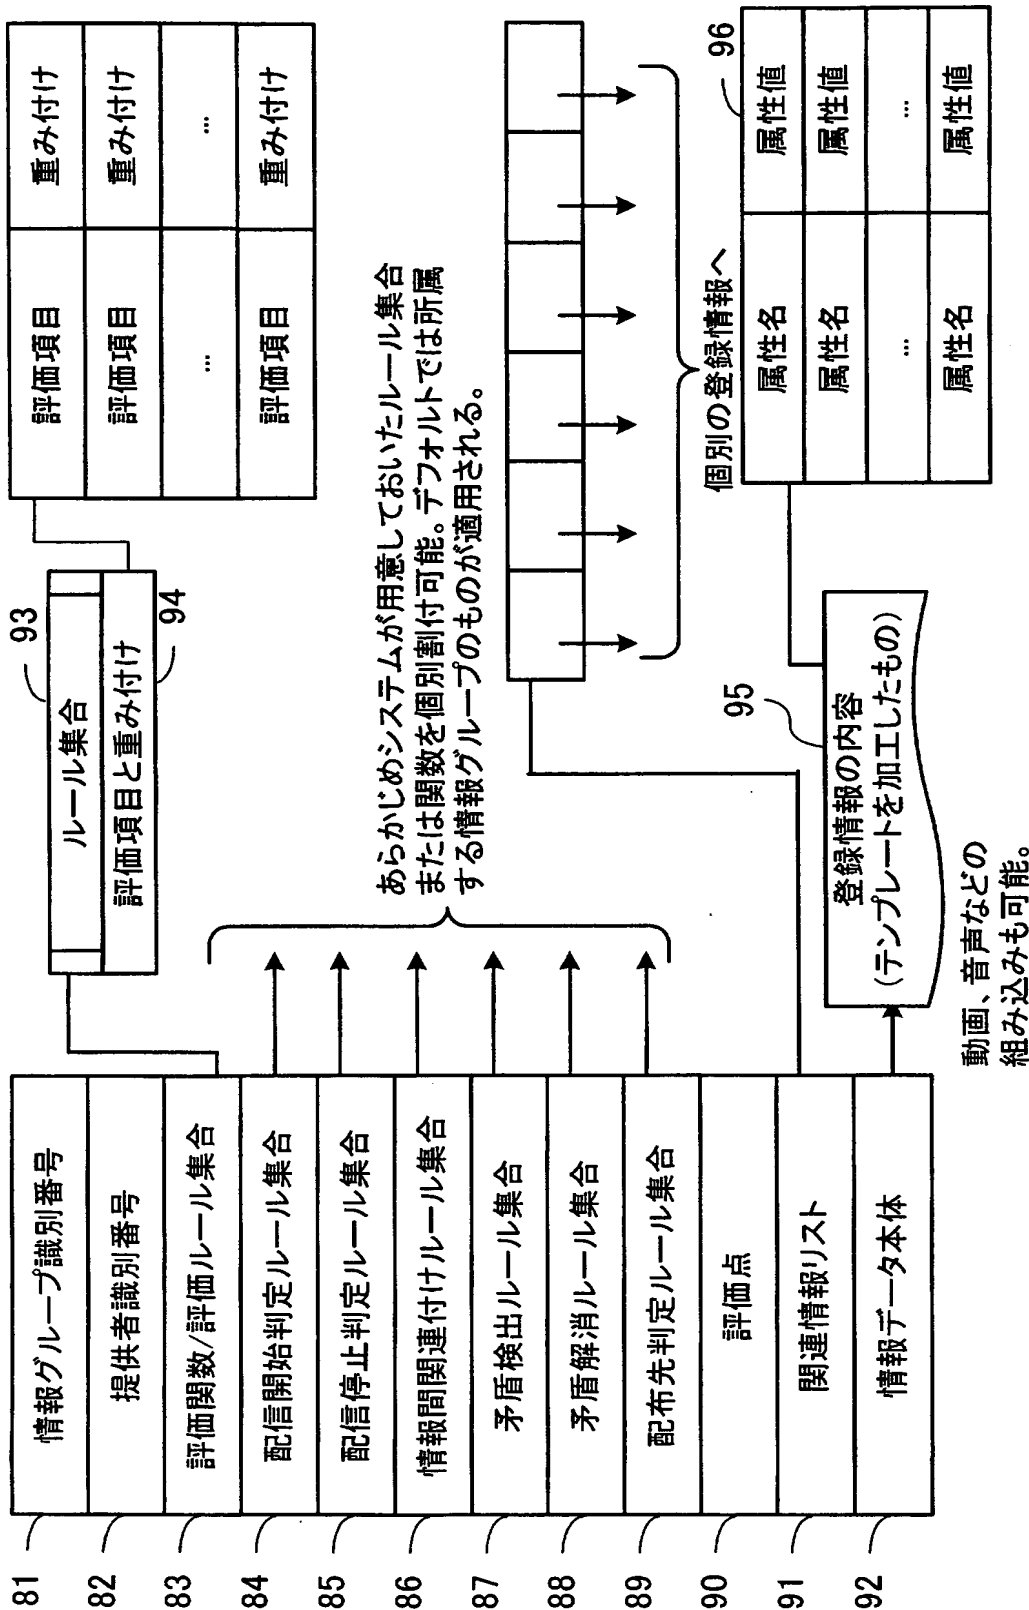 81
情報グループ識別番号
82
提供者識別番号
83
評価関数/評価ルール集合
84
配信開始判定ルール集合
85
配信停止判定ルール集合
86
情報間関連付けルール集合
87
矛盾検出ルール集合
88
矛盾解消ルール集合
89
配布先判定ルール集合
90
評価点
91
関連情報リスト
92
情報データ本体
93
ルール集合
評価項目と重み付け
94
評価項目 重み付け
評価項目 重み付け
... ...
評価項目 重み付け
あらかじめシステムが用意しておいたルール集合
または関数を個別割付可能。デフォルトでは所属
する情報グループのものが適用される。
個別の登録情報へ
95
登録情報の内容
(テンプレートを加工したもの)
動画、音声などの
組み込みも可能。
96
属性名 属性値
属性名 属性値
... ...
属性名 属性値